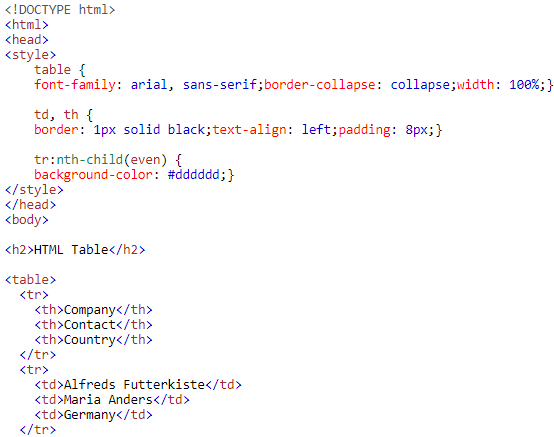 <!DOCTYPE html>
<html>
<head>
<style>
    table {
    font-family: arial, sans-serif;border-collapse: collapse;width: 100%;}

    td, th {
    border: 1px solid black;text-align: left;padding: 8px;}

    tr:nth-child(even) {
    background-color: #dddddd;}
</style>
</head>
<body>

<h2>HTML Table</h2>

<table>
  <tr>
    <th>Company</th>
    <th>Contact</th>
    <th>Country</th>
  </tr>
  <tr>
    <td>Alfreds Futterkiste</td>
    <td>Maria Anders</td>
    <td>Germany</td>
  </tr>